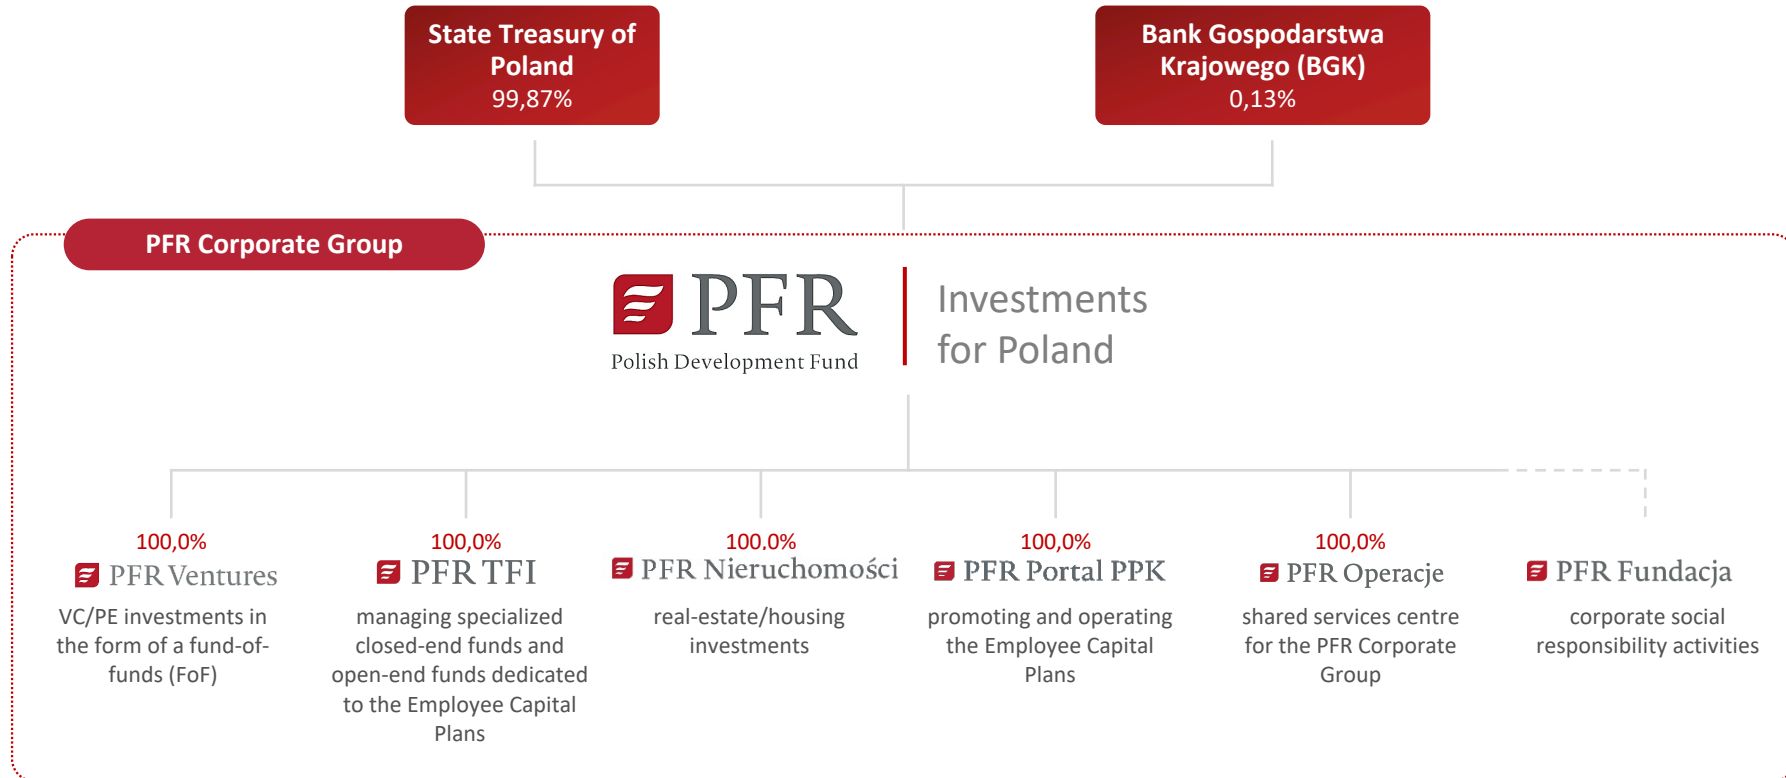 State Treasury of
Poland
99,87%
Bank Gospodarstwa
Krajowego (BGK)
0,13%
PFR Corporate Group
PFR
Polish Development Fund
Investments
for Poland
100,0%
PFR Ventures
VC/PE investments in
the form of a fund-of-
funds (FoF)
100,0%
PFR TFI
managing specialized
closed-end funds and
open-end funds dedicated
to the Employee Capital
Plans
100.0%
PFR Nieruchomości
real-estate/housing
investments
100,0%
PFR Portal PPK
promoting and operating
the Employee Capital
Plans
100,0%
PFR Operacje
shared services centre
for the PFR Corporate
Group
PFR Fundacja
corporate social
responsibility activities